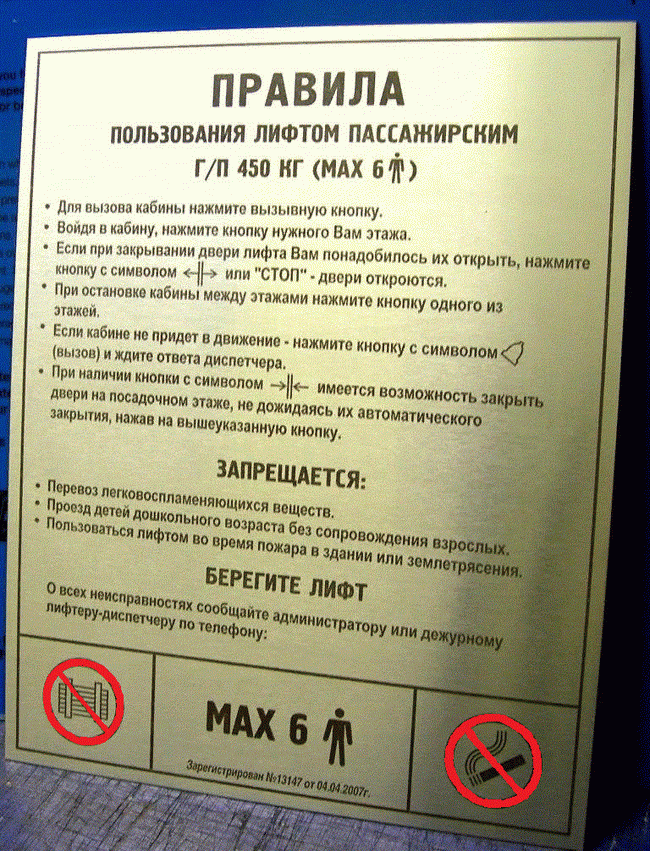 ПРАВИЛА
ПОЛЬЗОВАНИЯ ЛИФТОМ ПАССАЖИРСКИМ
Г/П 450 КГ (MAX 6 )
• Для вызова кабины нажмите вызывную кнопку.
• Войдя в кабину, нажмите кнопку нужного Вам этажа.
• Если при закрывании двери лифта Вам понадобилось их открыть, нажмите
кнопку с символом или "СТОП" - двери откроются.
• При остановке кабины между этажами нажмите кнопку одного из
этажей.
• Если кабине не придет в движение - нажмите кнопку с символом
(вызов) и ждите ответа диспетчера.
• При наличии кнопки с символом имеется возможность закрыть
двери на посадочном этаже, не дожидаясь их автоматического
закрытия, нажав на вышеуказанную кнопку.
ЗАПРЕЩАЕТСЯ:
• Перевоз легковоспламеняющихся веществ.
• Проезд детей дошкольного возраста без сопровождения взрослых.
• Пользоваться лифтом во время пожара в здании или землетрясения.
БЕРЕГИТЕ ЛИФТ
О всех неисправностях сообщайте администратору или дежурному
лифтеру-диспетчеру по телефону:
MAX 6
Зарегистрирован №13147 от 04.04.2007г.